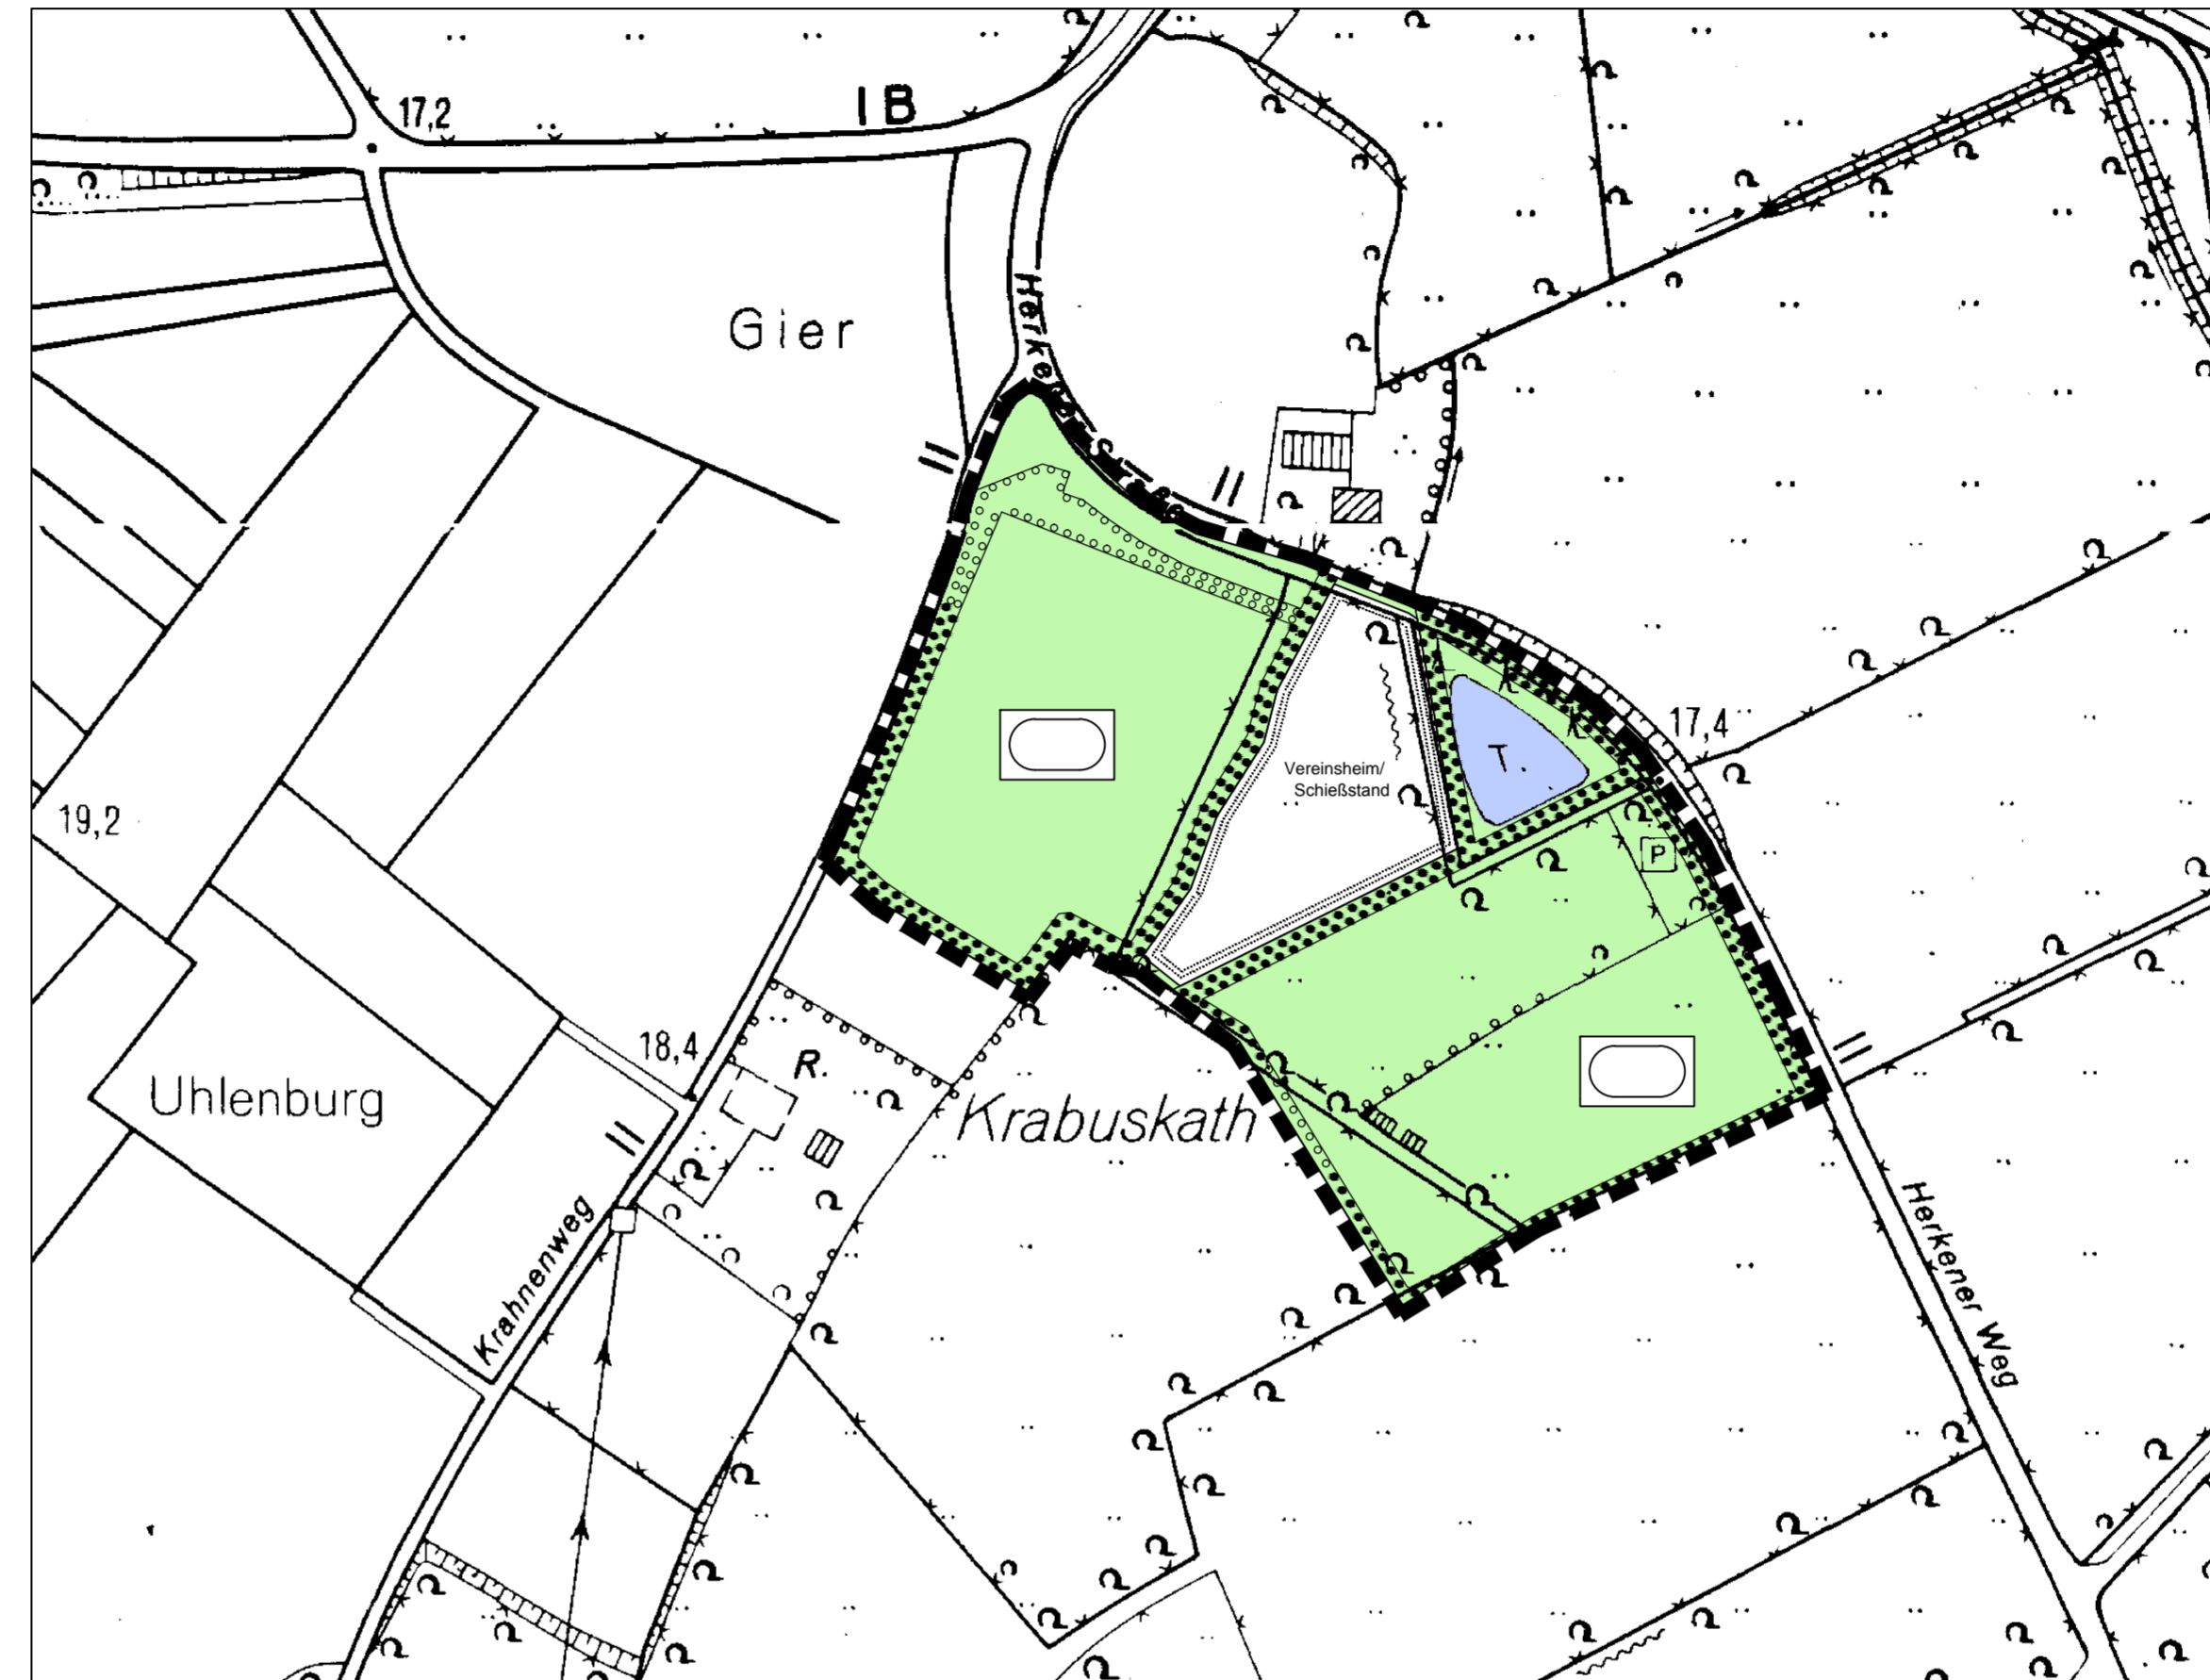 17,2
IB
Gier
Herkener Straße
17,4
T.
Vereinsheim/
Schießstand
19,2
P
18,4
R.
Uhlenburg
Krabuskath
Krahnenweg
Herkener Weg